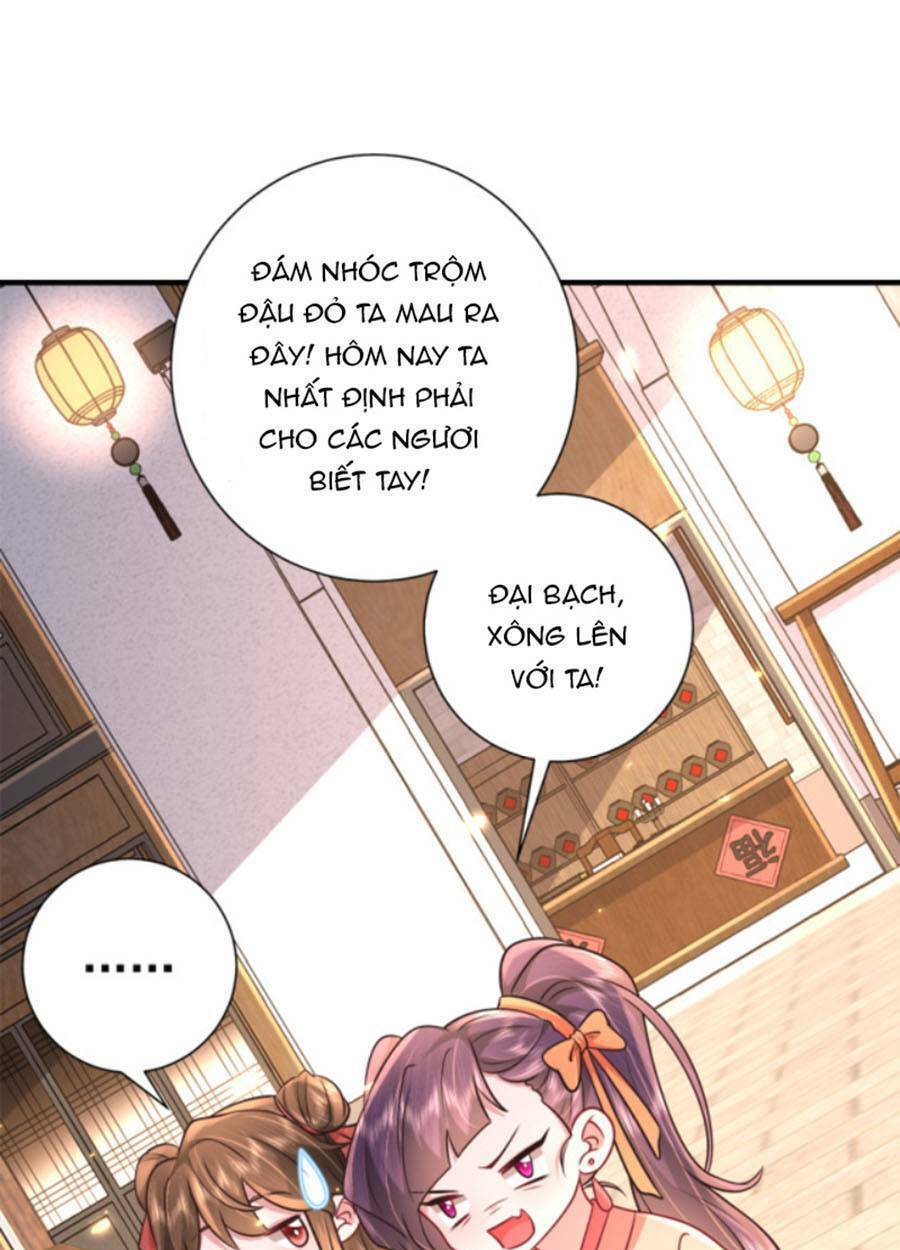 ĐÁM NHÓC TRỘM
ĐẬU ĐỎ TA MAU RA
ĐÂY! HÔM NAY TA
NHẤT ĐỊNH PHẢI
CHO CÁC NGƯƠI
BIẾT TAY!
ĐẠI BẠCH,
XÔNG LÊN
VỚI TA!
福
......